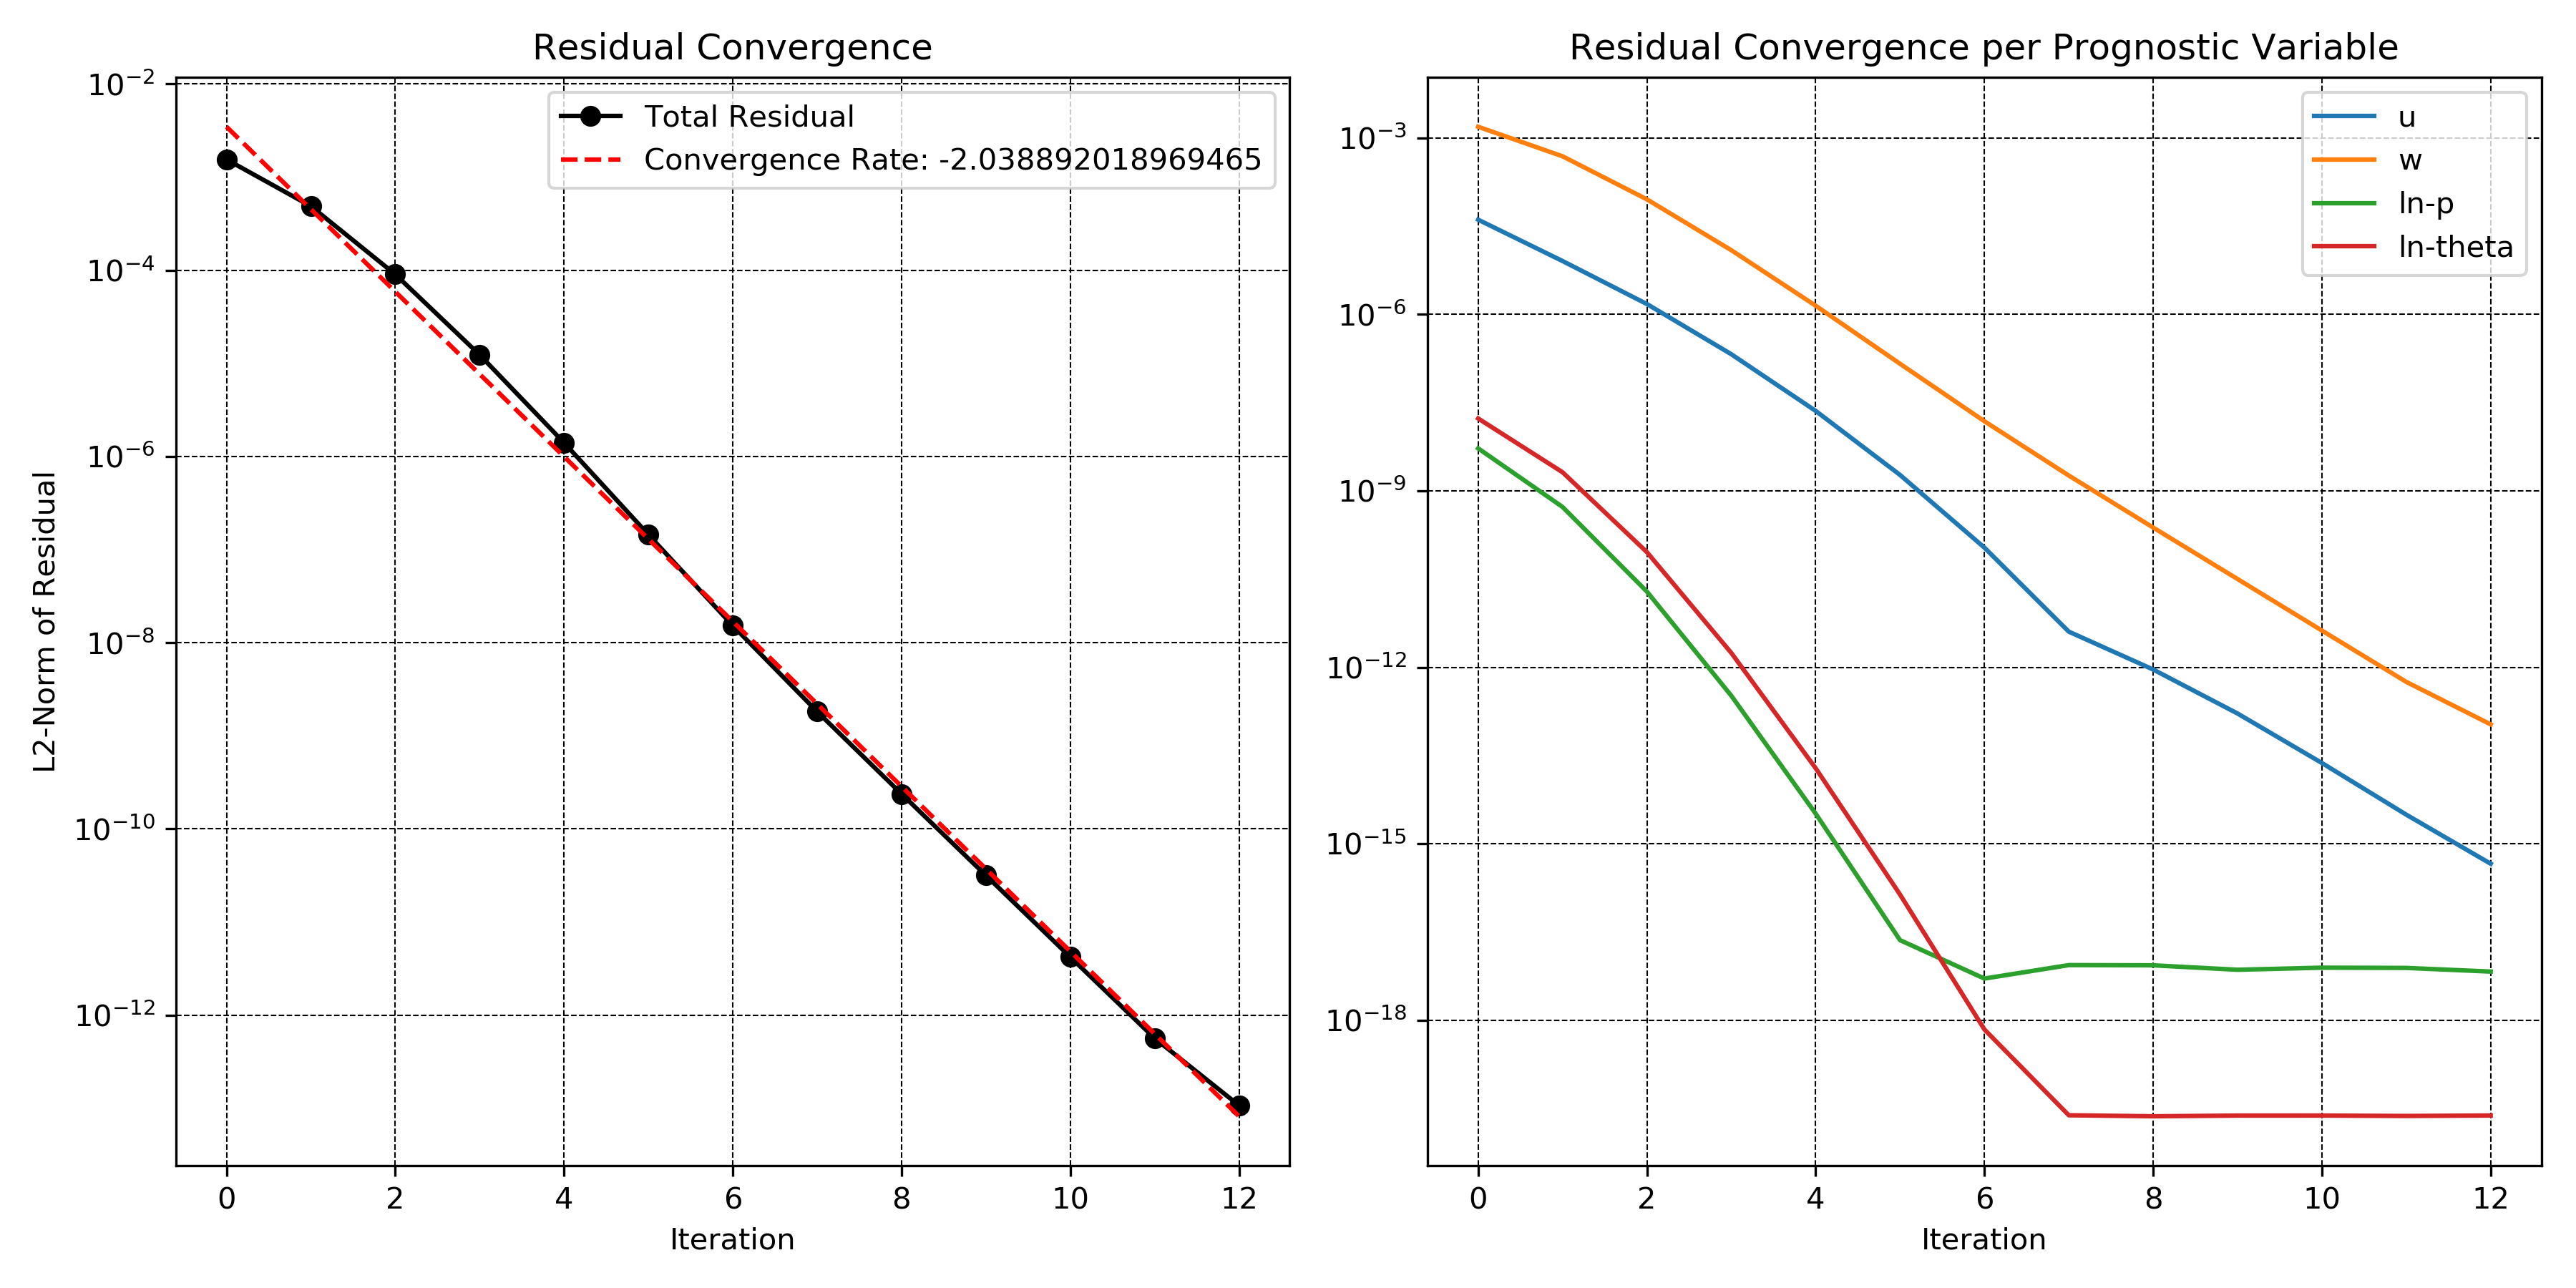 Residual Convergence
Total Residual
Convergence Rate: -2.038892018969465
L2-Norm of Residual
10⁻²
10⁻⁴
10⁻⁶
10⁻⁸
10⁻¹⁰
10⁻¹²
0 2 4 6 8 10 12
Iteration
Residual Convergence per Prognostic Variable
u
w
ln-p
ln-theta
10⁻³
10⁻⁶
10⁻⁹
10⁻¹²
10⁻¹⁵
10⁻¹⁸
0 2 4 6 8 10 12
Iteration